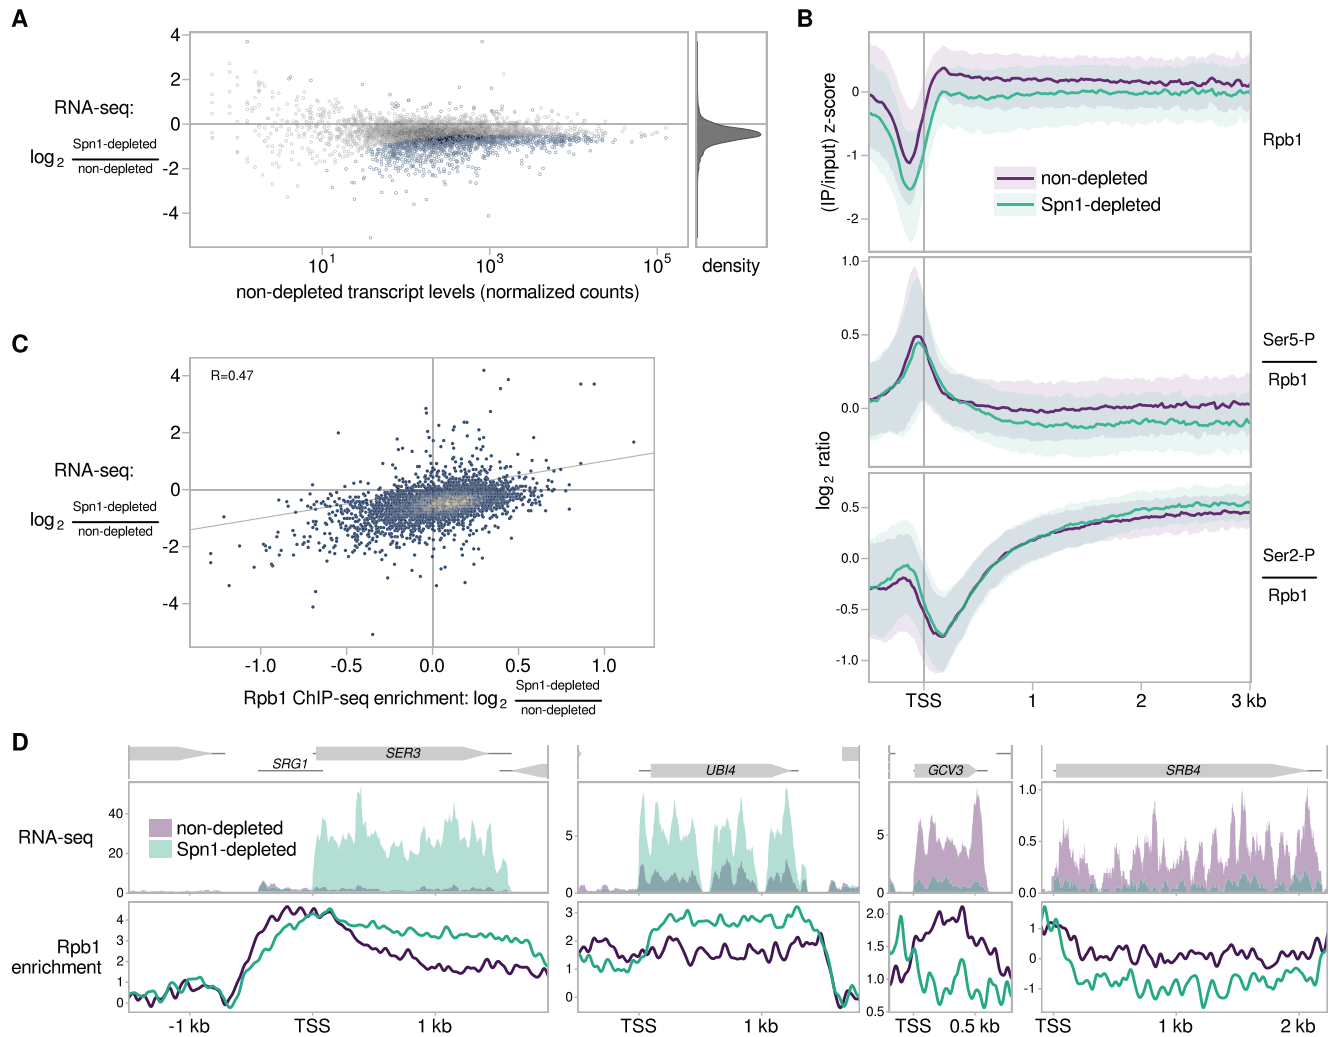 A
4
2
0
-2
-4
RNA-seq:
log2 Spn1-depleted
non-depleted
10^1
10^3
10^5
density
non-depleted transcript levels (normalized counts)
B
(IP/input) z-score
0
-1
-2
non-depleted
Spn1-depleted
Rpb1
log2 ratio
1.0
0.5
0.0
Ser5-P
Rpb1
0.5
0.0
-0.5
-1.0
Ser2-P
Rpb1
TSS
1
2
3 kb
C
R=0.47
4
2
0
-2
-4
RNA-seq:
log2 Spn1-depleted
non-depleted
-1.0
-0.5
0.0
0.5
1.0
Rpb1 ChIP-seq enrichment: log2 Spn1-depleted
non-depleted
D
SER3
SRG1
UBI4
GCV3
SRB4
RNA-seq
40
20
0
non-depleted
Spn1-depleted
5
0
5
0
1.0
0.5
0.0
Rpb1
enrichment
4
3
2
1
0
3
2
1
0
2.0
1.5
1.0
0.5
1
0
-1
-1 kb
TSS
1 kb
TSS
1 kb
TSS
0.5 kb
TSS
1 kb
2 kb